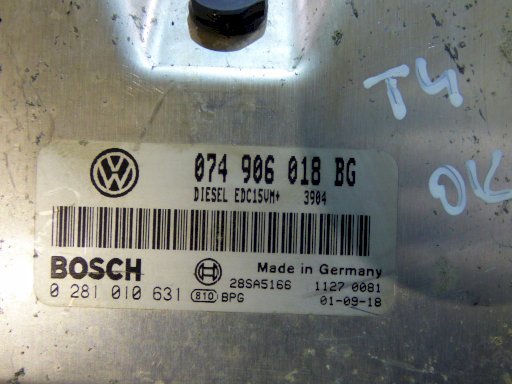 T4
OK
074 906 018 BG
DIESEL EDC15VM+ 3904
BOSCH
Made in Germany
28SA5166 1127 0081
0 281 010 631 810 BPG 01-09-18